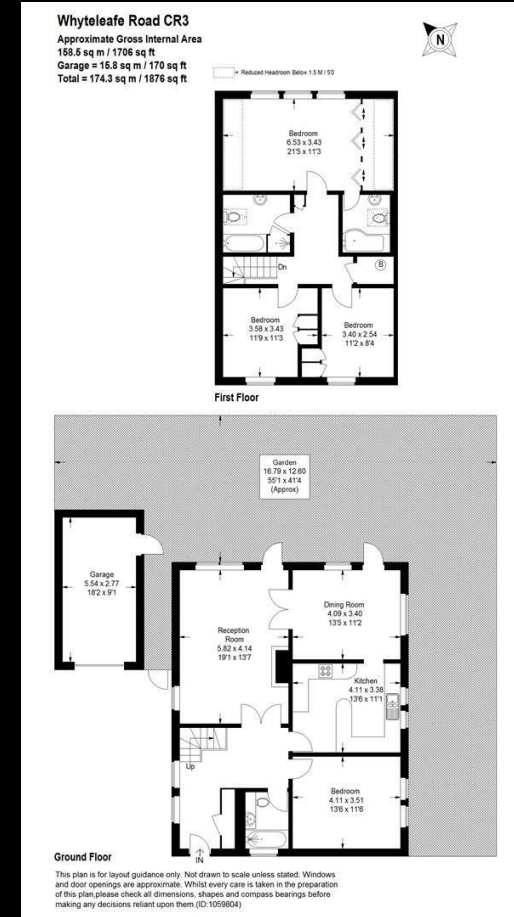 Whyteleafe Road CR3
Approximate Gross Internal Area
158.5 sq m / 1706 sq ft
Garage = 15.8 sq m / 170 sq ft
Total = 174.3 sq m / 1876 sq ft
N
= Reduced Headroom Below 1.5 M / 5'0
Bedroom
6.53 x 3.43
21'5 x 11'3
Dn
B
Bedroom
3.58 x 3.43
11'9 x 11'3
Bedroom
3.40 x 2.54
11'2 x 8'4
First Floor
Garden
16.79 x 12.60
55'1 x 41'4
(Approx)
Garage
5.54 x 2.77
18'2 x 9'1
Reception
Room
5.82 x 4.14
19'1 x 13'7
Dining Room
4.09 x 3.40
13'5 x 11'2
Kitchen
4.11 x 3.38
13'6 x 11'1
Up
Bedroom
4.11 x 3.51
13'6 x 11'6
IN
Ground Floor
This plan is for layout guidance only. Not drawn to scale unless stated. Windows
and door openings are approximate. Whilst every care is taken in the preparation
of this plan,please check all dimensions, shapes and compass bearings before
making any decisions reliant upon them.(ID:1059804)